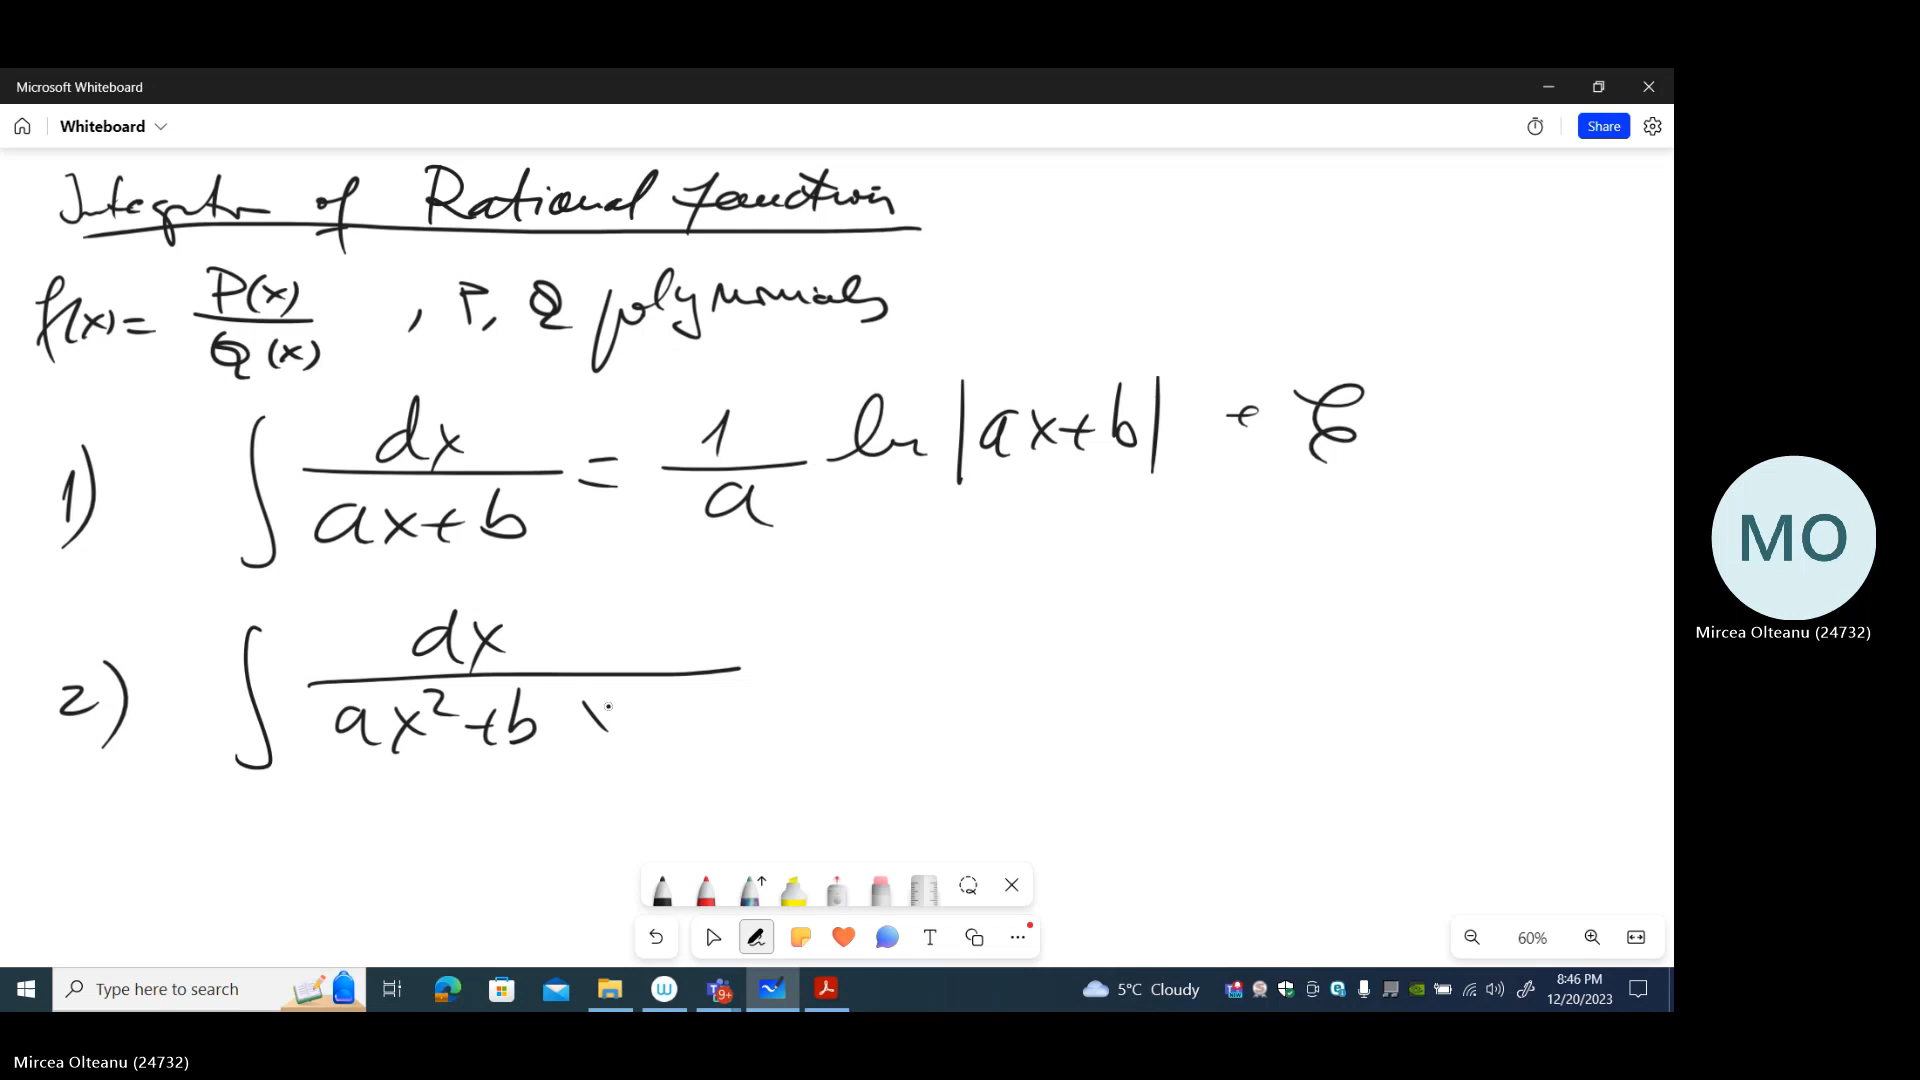 Microsoft Whiteboard
Whiteboard
Share
Integration of Rational function
f(x) = P(x)/Q(x) , P, Q polynomials
1) ∫ dx/(ax+b) = 1/a ln |ax+b| + C
2) ∫ dx/(ax²+b
MO
Mircea Olteanu (24732)
60%
Type here to search
9+
5°C Cloudy
8:46 PM
12/20/2023
Mircea Olteanu (24732)